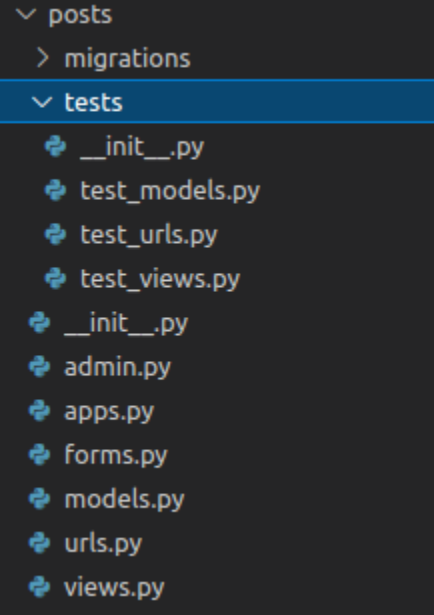 posts
migrations
tests
__init__.py
test_models.py
test_urls.py
test_views.py
__init__.py
admin.py
apps.py
forms.py
models.py
urls.py
views.py